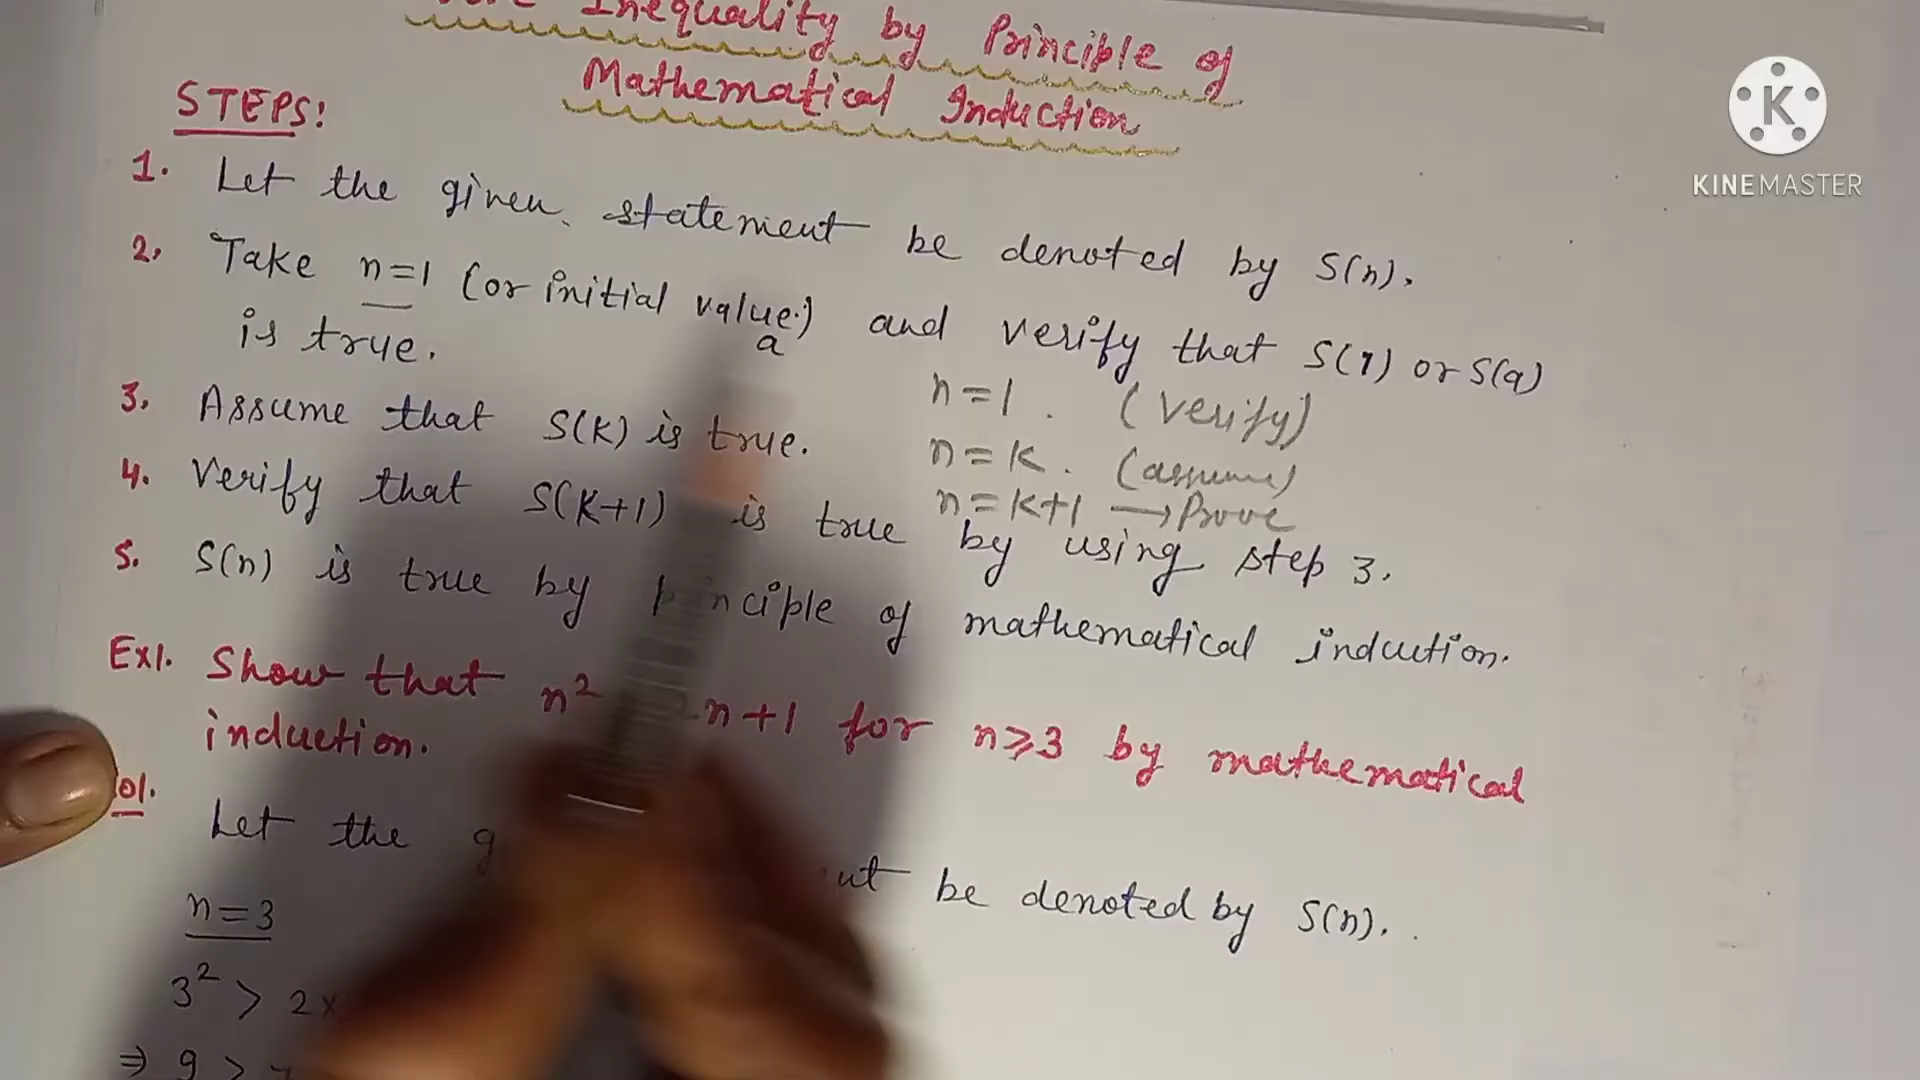 Inequality by Principle of
Mathematical Induction
K
KINEMASTER
STEPS:
1. Let the given statement be denoted by S(n).
2. Take n=1 (or initial value.) and verify that S(1) or S(a)
a
is true.
n=1. (verify)
3. Assume that S(K) is true.
n=K. (assume)
n=K+1 → Prove
4. Verify that S(K+1) is true by using step 3.
5. S(n) is true by principle of mathematical induction.
Ex1. Show that n² n+1 for n≥3 by mathematical
induction.
Let the be denoted by S(n).
n=3
3² > 2×
⇒ 9 >